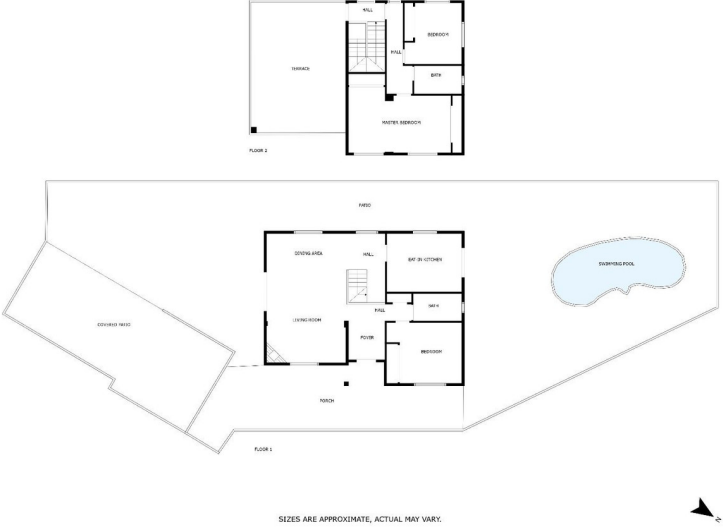 HALL
BEDROOM
HALL
TERRACE
BATH
MASTER BEDROOM
FLOOR 2
PATIO
DINING AREA
HALL
EAT-IN KITCHEN
SWIMMING POOL
BATH
HALL
LIVING ROOM
COVERED PATIO
FOYER
BEDROOM
PORCH
FLOOR 1
N
SIZES ARE APPROXIMATE, ACTUAL MAY VARY.